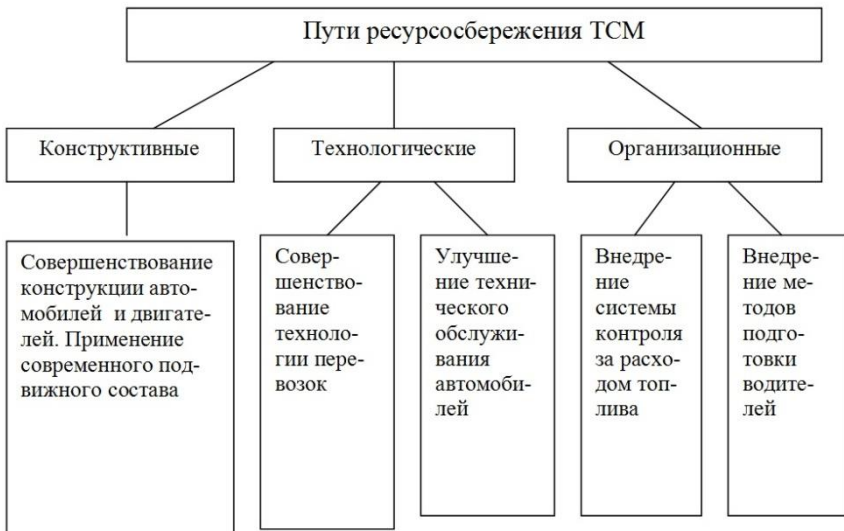 Пути ресурсосбережения ТСМ
Конструктивные
Технологические
Организационные
Совершенствование
конструкции авто-
мобилей и двигате-
лей. Применение
современного под-
вижного состава
Совер-
шенство-
вание
техноло-
гии пере-
возок
Улучше-
ние техни-
ческого
обслужи-
вания
автомоби-
лей
Внедре-
ние
системы
контроля
за расхо-
дом топ-
лива
Внедре-
ние ме-
тодов
подго-
товки
водите-
лей